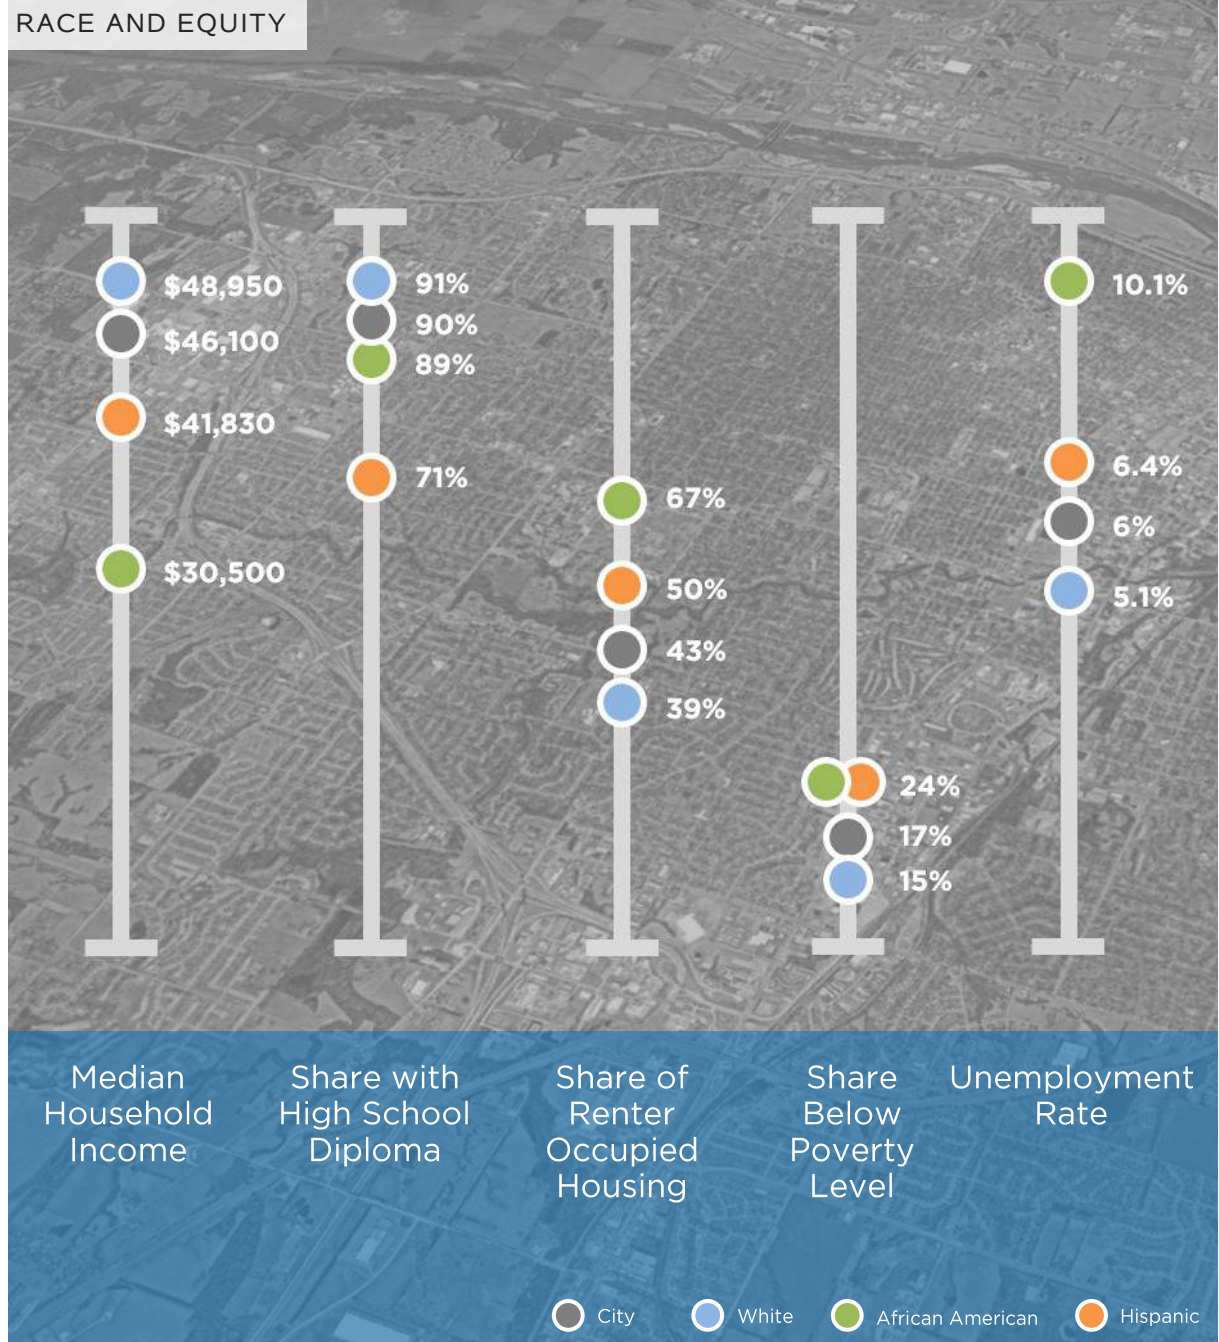 RACE AND EQUITY
$48,950
$46,100
$41,830
$30,500
91%
90%
89%
71%
67%
50%
43%
39%
24%
17%
15%
10.1%
6.4%
6%
5.1%
Median
Household
Income
Share with
High School
Diploma
Share of
Renter
Occupied
Housing
Share
Below
Poverty
Level
Unemployment
Rate
City
White
African American
Hispanic